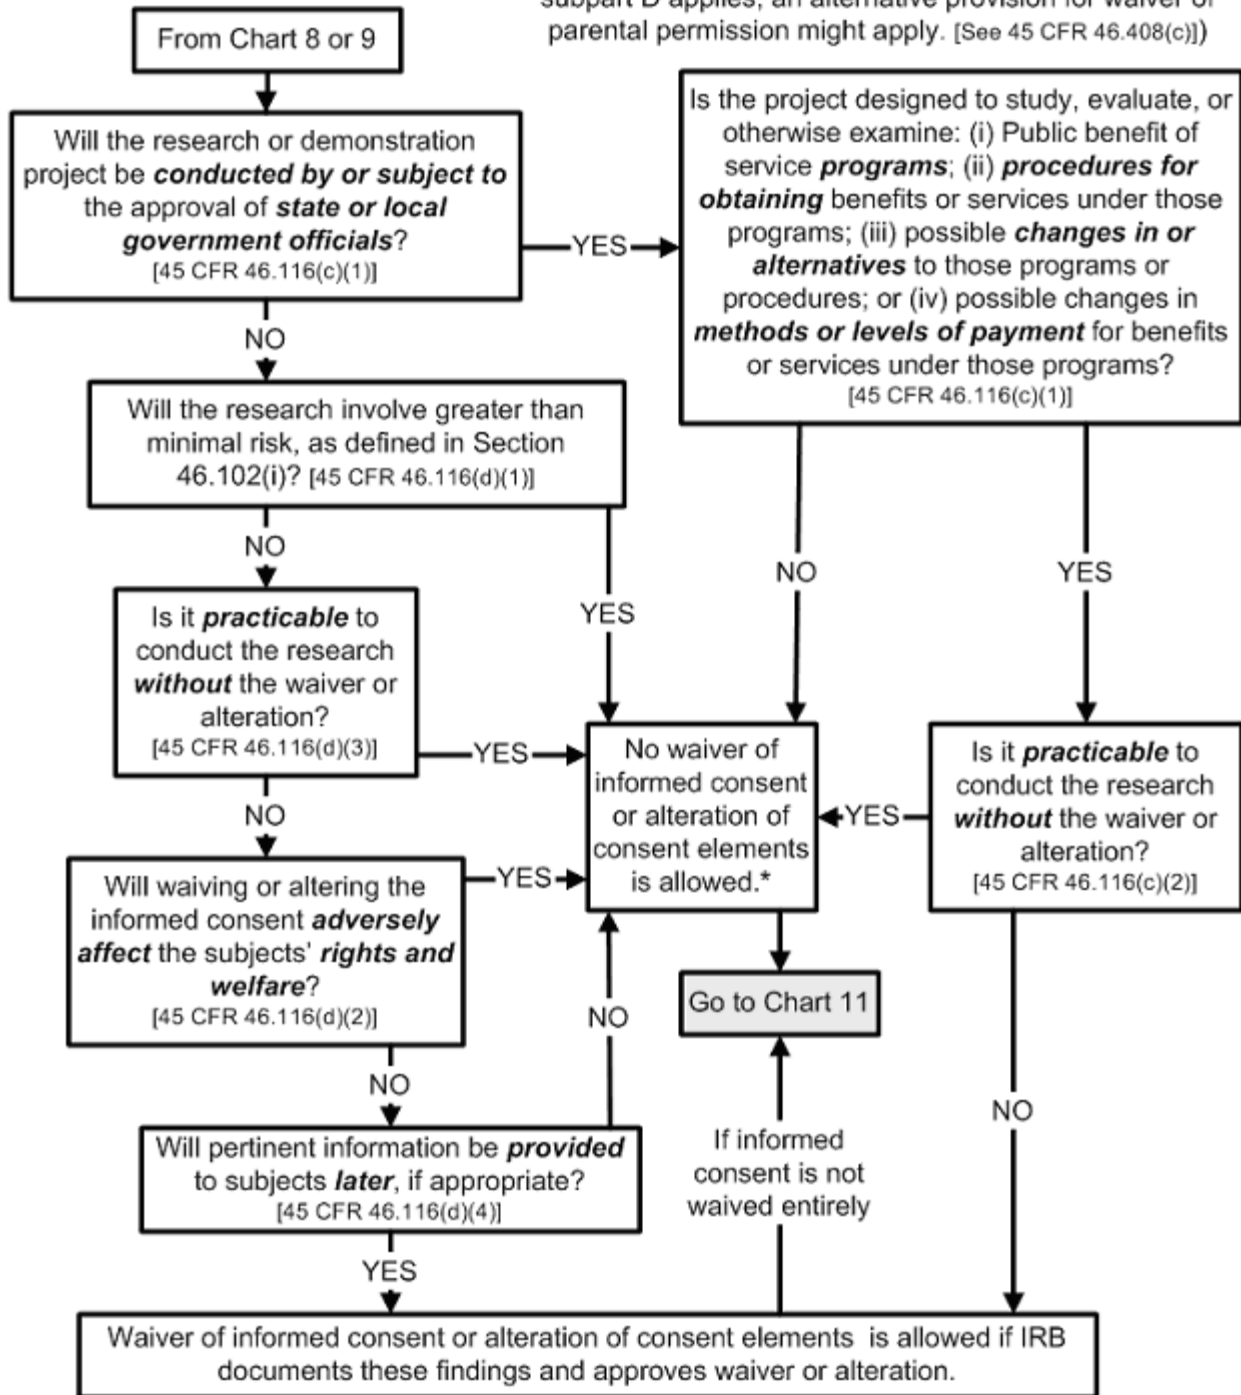 subpart D applies, an alternative provision for waiver of
parental permission might apply. [See 45 CFR 46.408(c)])
From Chart 8 or 9
Will the research or demonstration
project be conducted by or subject to
the approval of state or local
government officials?
[45 CFR 46.116(c)(1)]
YES
Is the project designed to study, evaluate, or
otherwise examine: (i) Public benefit of
service programs; (ii) procedures for
obtaining benefits or services under those
programs; (iii) possible changes in or
alternatives to those programs or
procedures; or (iv) possible changes in
methods or levels of payment for benefits
or services under those programs?
[45 CFR 46.116(c)(1)]
NO
Will the research involve greater than
minimal risk, as defined in Section
46.102(i)? [45 CFR 46.116(d)(1)]
NO
YES
NO
YES
Is it practicable to
conduct the research
without the waiver or
alteration?
[45 CFR 46.116(d)(3)]
YES
No waiver of
informed consent
or alteration of
consent elements
is allowed.*
YES
Is it practicable to
conduct the research
without the waiver or
alteration?
[45 CFR 46.116(c)(2)]
NO
Will waiving or altering the
informed consent adversely
affect the subjects' rights and
welfare?
[45 CFR 46.116(d)(2)]
YES
Go to Chart 11
NO
NO
NO
Will pertinent information be provided
to subjects later, if appropriate?
[45 CFR 46.116(d)(4)]
If informed
consent is not
waived entirely
YES
Waiver of informed consent or alteration of consent elements is allowed if IRB
documents these findings and approves waiver or alteration.